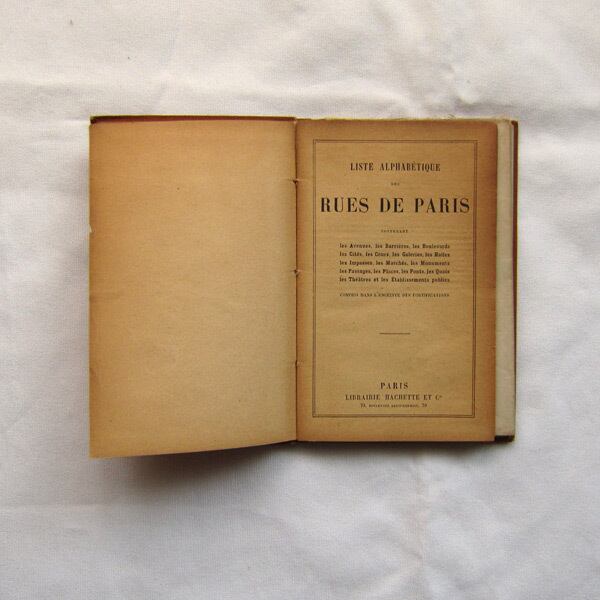 LISTE ALPHABÉTIQUE
DES
RUES DE PARIS
CONTENANT
les Avenues, les Barrières, les Boulevards
les Cités, les Cours, les Galeries, les Halles
les Impasses, les Marchés, les Monuments
les Passages, les Places, les Ponts, les Quais
les Théâtres et les Établissements publics
COMPRIS DANS L'ENCEINTE DES FORTIFICATIONS
PARIS
LIBRAIRIE HACHETTE ET Cie
79, BOULEVARD SAINT-GERMAIN, 79